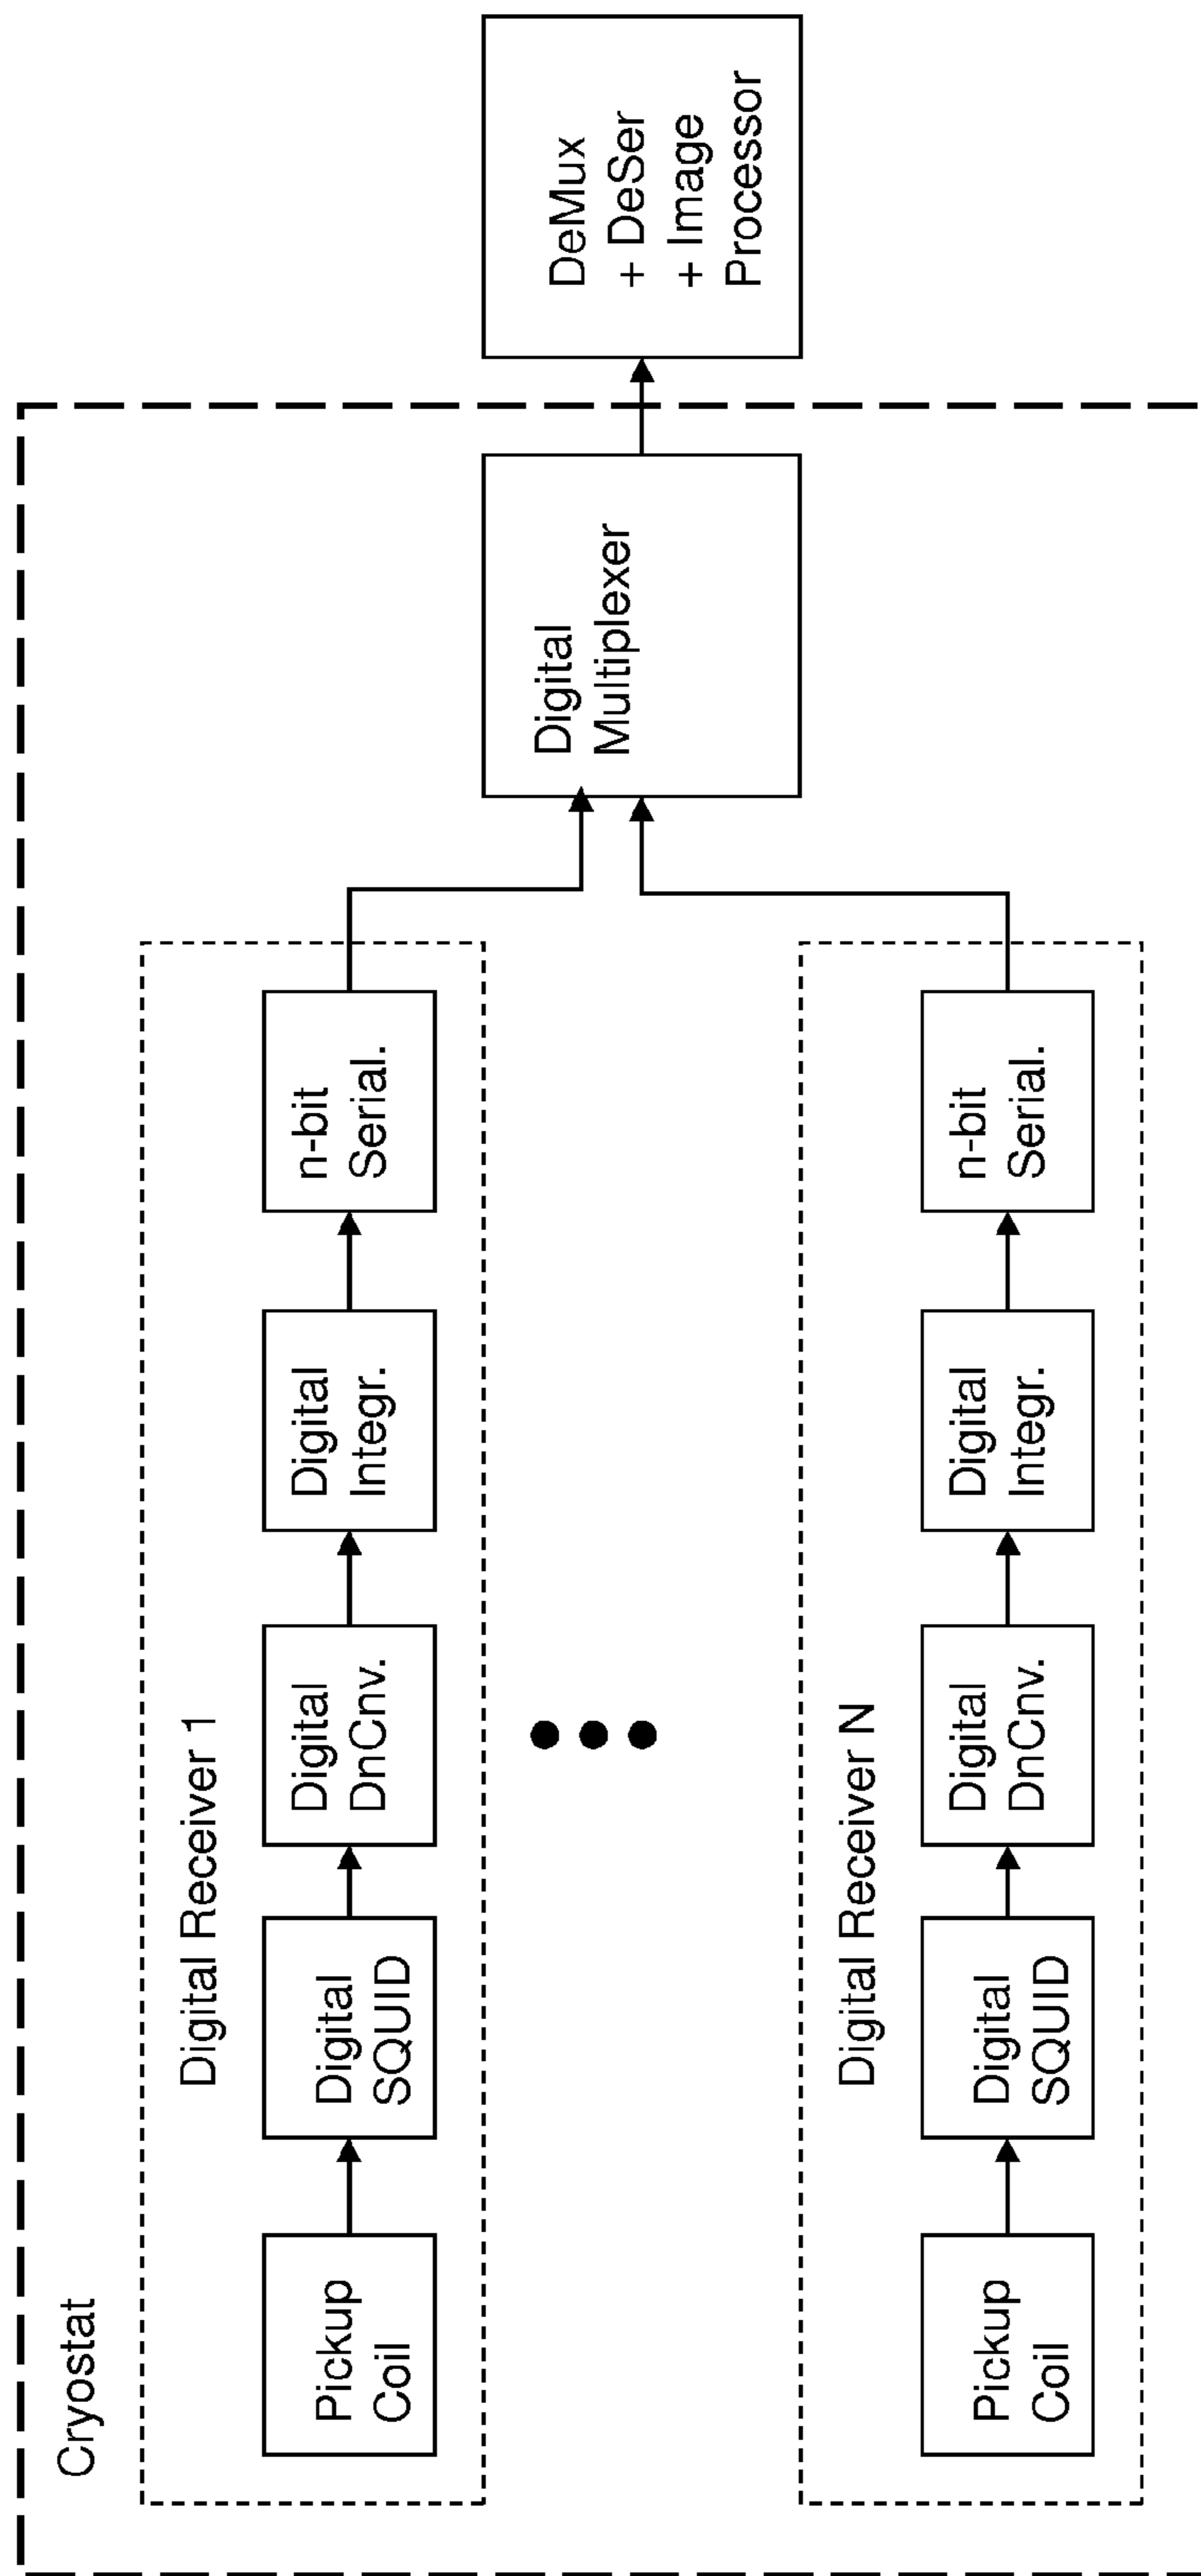 Cryostat
Digital Receiver 1
Pickup
Coil
Digital
SQUID
Digital
DnCnv.
Digital
Integr.
n-bit
Serial.
Digital
Multiplexer
DeMux
+ DeSer
+ Image
Processor
Digital Receiver N
Pickup
Coil
Digital
SQUID
Digital
DnCnv.
Digital
Integr.
n-bit
Serial.